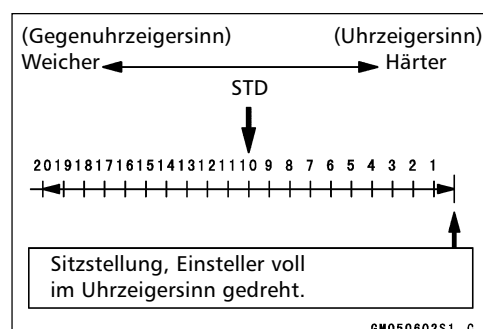 (Gegenuhrzeigersinn) (Uhrzeigersinn)
Weicher Härter
STD
20 19 18 17 16 15 14 13 12 11 10 9 8 7 6 5 4 3 2 1
Sitzstellung, Einsteller voll
im Uhrzeigersinn gedreht.
GM050602S1 C